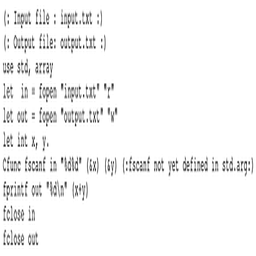 (: Input file : input.txt :)
(: Output file: output.txt :)
use std, array
let  in = fopen "input.txt" "r"
let out = fopen "output.txt" "w"
let int x, y.
Cfunc fscanf in "%d%d" (&x) (&y) (:fscanf not yet defined in std.arg:)
fprintf out "%d\n" (x+y)
fclose in
fclose out